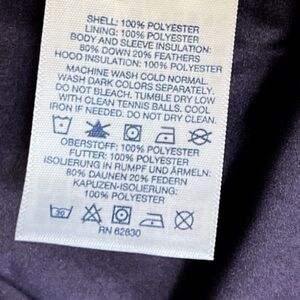 SHELL: 100% POLYESTER
LINING: 100% POLYESTER
BODY AND SLEEVE INSULATION:
80% DOWN 20% FEATHERS
HOOD INSULATION: 100% POLYESTER
MACHINE WASH COLD NORMAL.
WASH DARK COLORS SEPARATELY.
DO NOT BLEACH. TUMBLE DRY LOW
WITH CLEAN TENNIS BALLS. COOL
IRON IF NEEDED. DO NOT DRY CLEAN.
OBERSTOFF: 100% POLYESTER
FUTTER: 100% POLYESTER
ISOLIERUNG IN RUMPF UND ÄRMELN:
80% DAUNEN 20% FEDERN
KAPUZEN-ISOLIERUNG:
100% POLYESTER
RN 62830